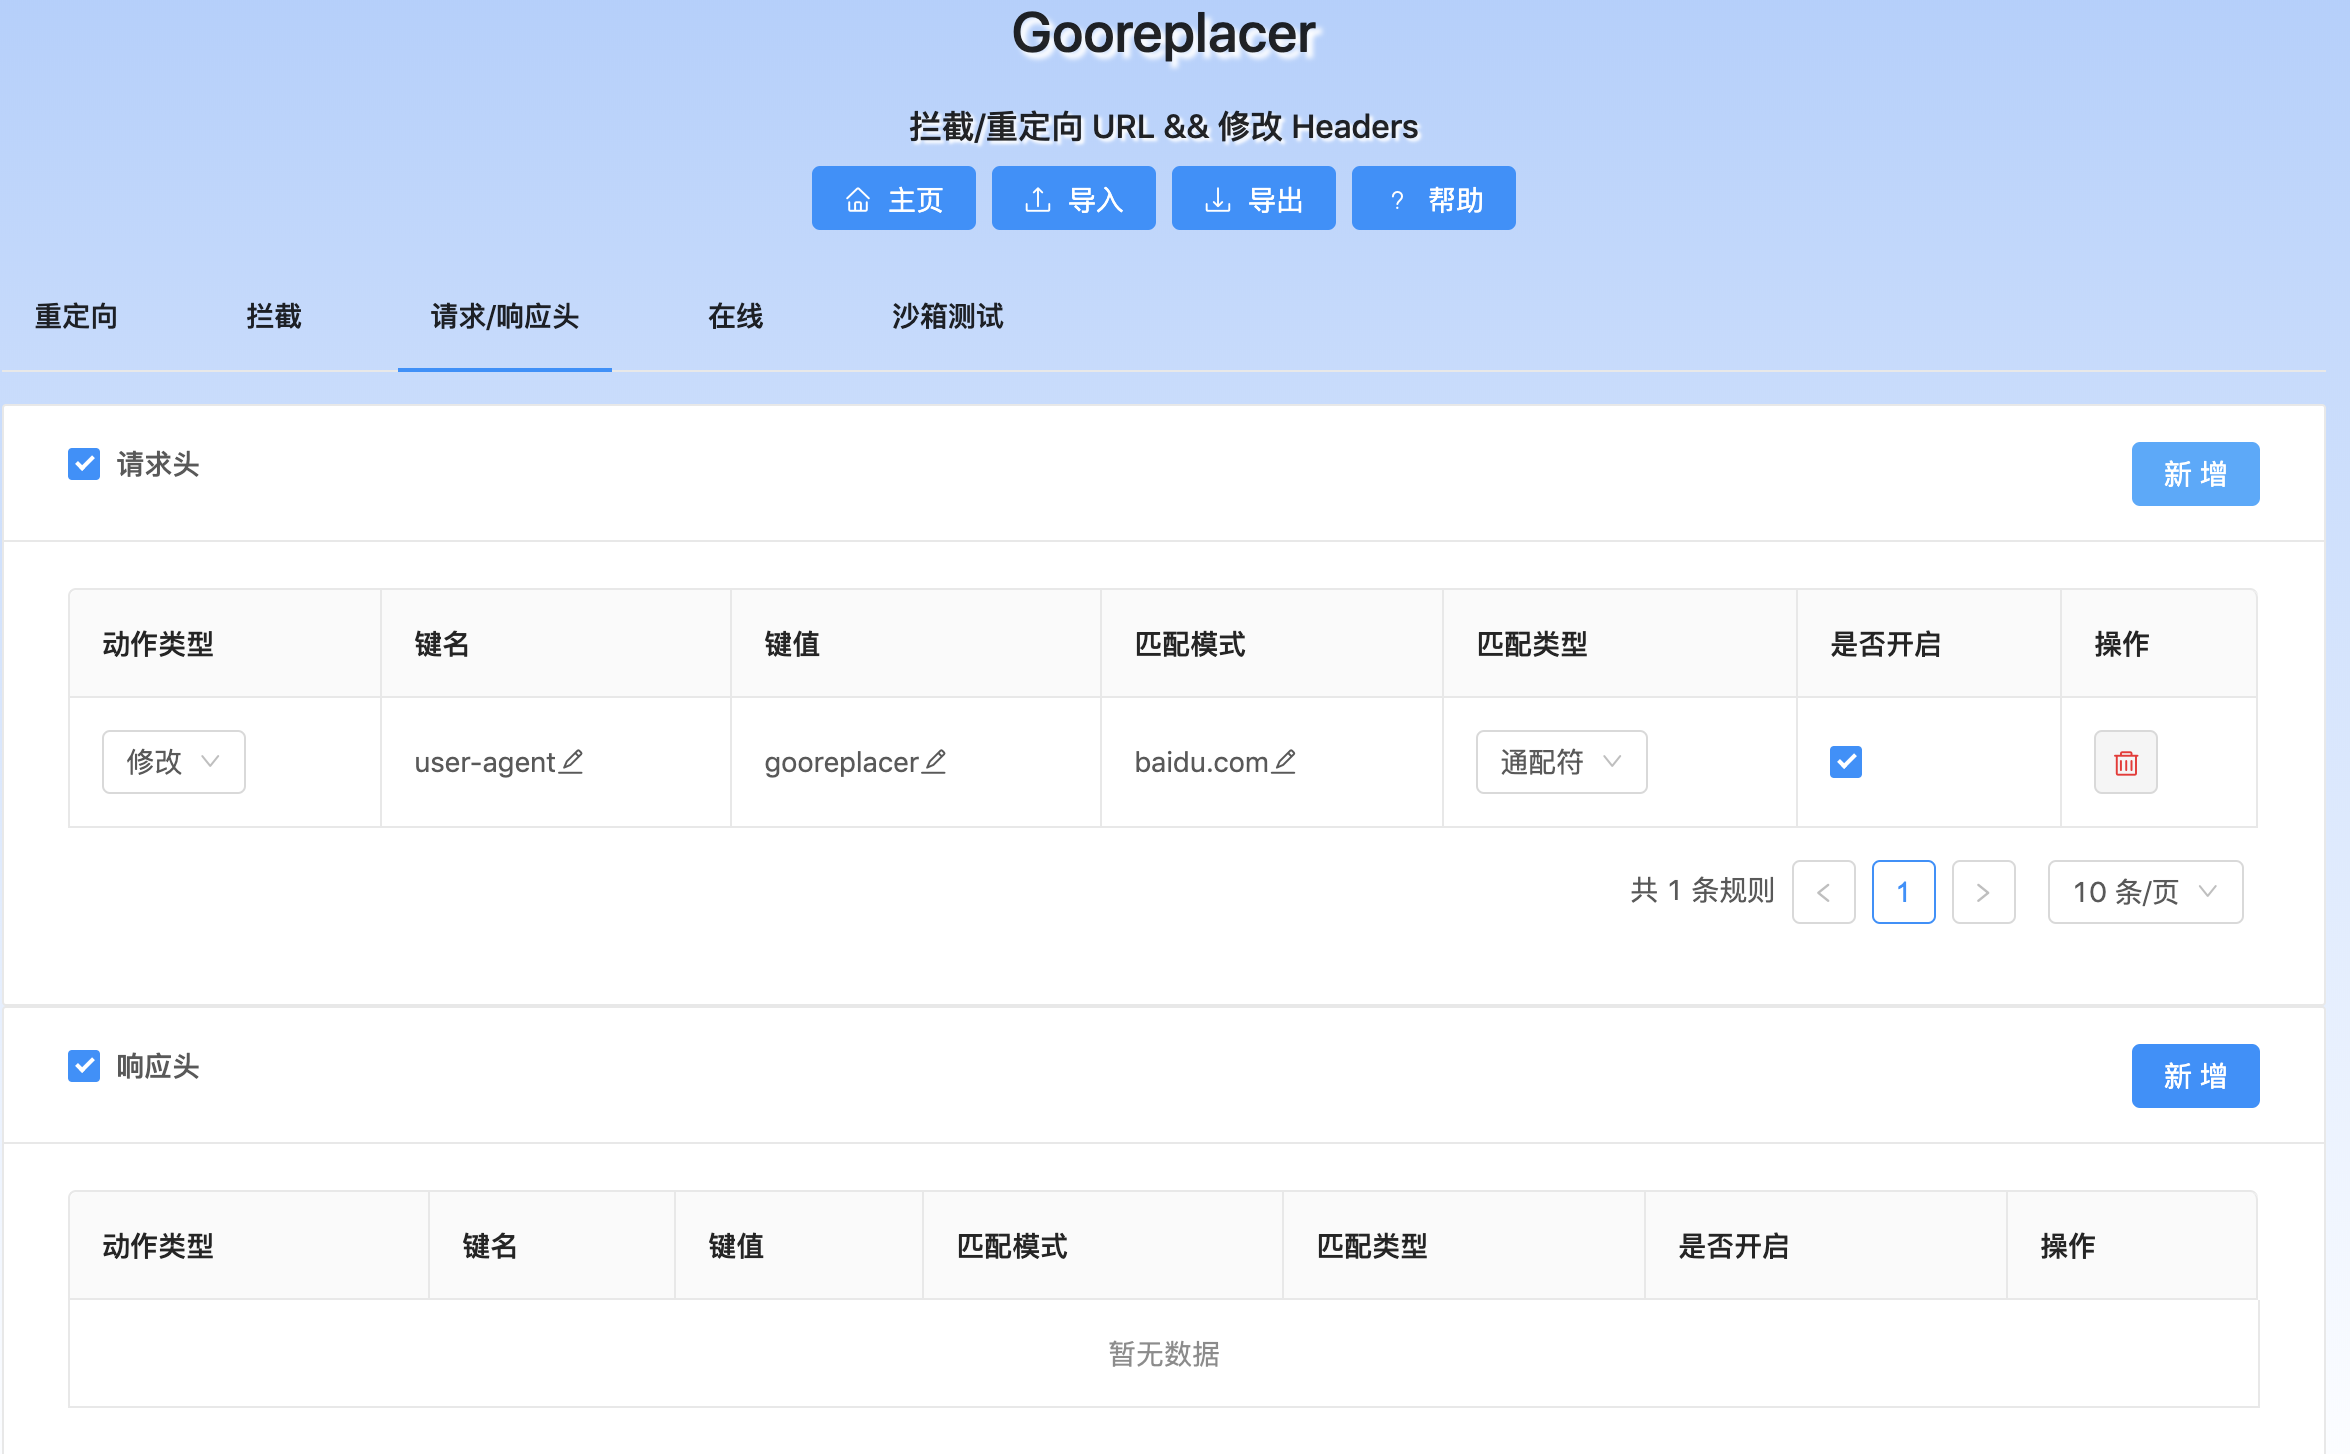 Gooreplacer
拦截/重定向 URL && 修改 Headers
主页 导入 导出 ? 帮助
重定向 拦截 请求/响应头 在线 沙箱测试
请求头 新 增
动作类型 键名 键值 匹配模式 匹配类型 是否开启 操作
修改 user-agent gooreplacer baidu.com 通配符
共 1 条规则 < 1 > 10 条/页
响应头 新 增
动作类型 键名 键值 匹配模式 匹配类型 是否开启 操作
暂无数据